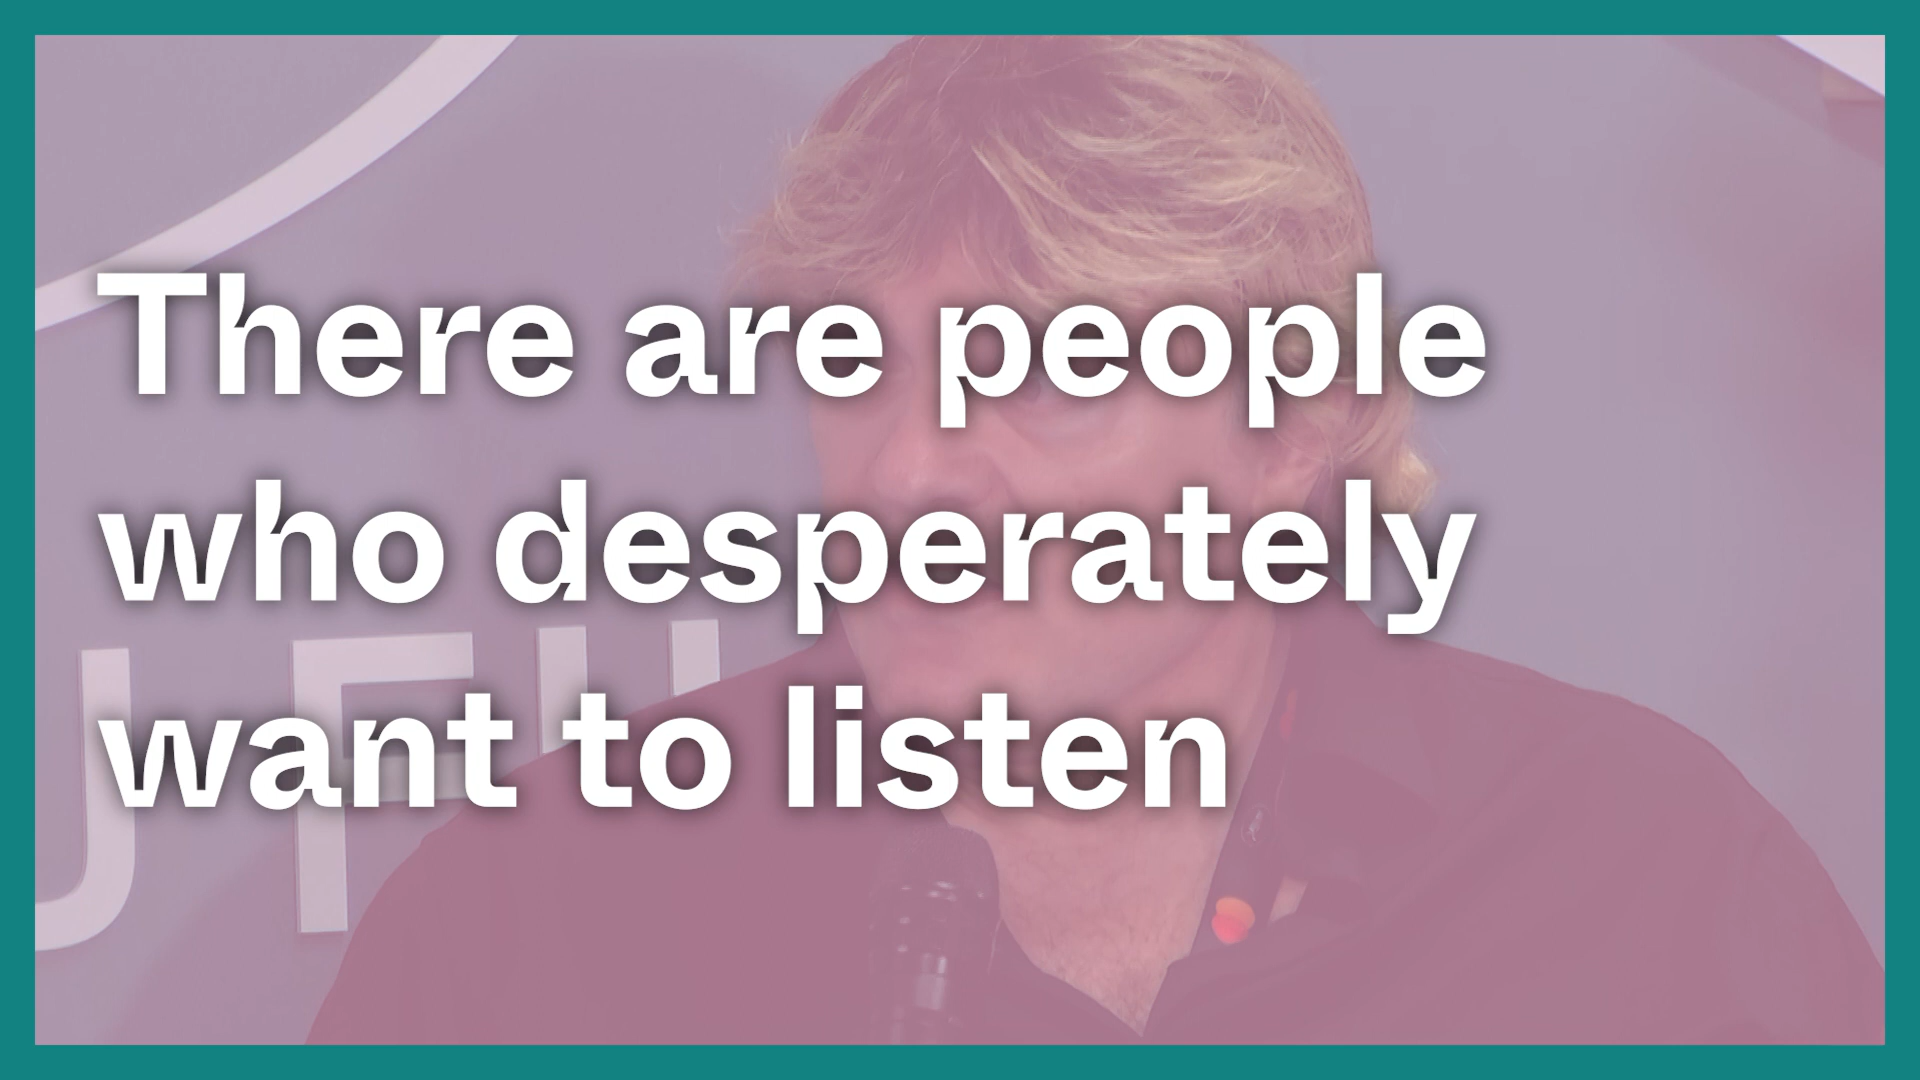 There are people
who desperately
want to listen